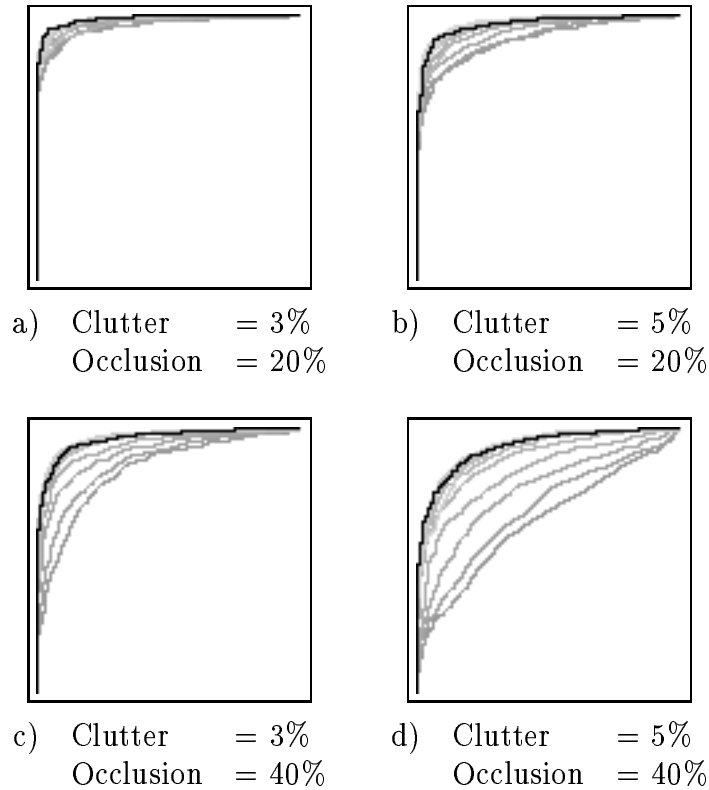 a) Clutter = 3%
Occlusion = 20%
b) Clutter = 5%
Occlusion = 20%
c) Clutter = 3%
Occlusion = 40%
d) Clutter = 5%
Occlusion = 40%